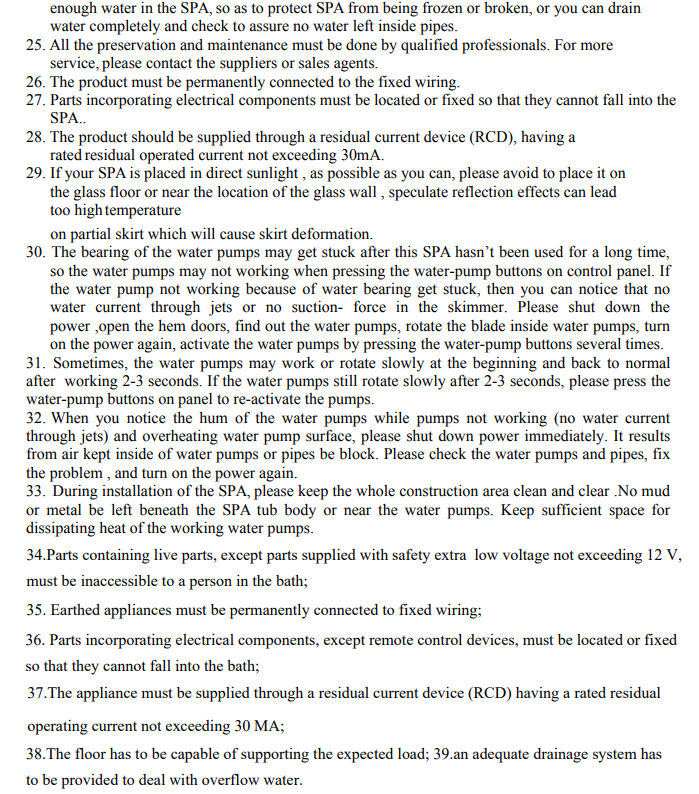 enough water in the SPA, so as to protect SPA from being frozen or broken, or you can drain
water completely and check to assure no water left inside pipes.
25. All the preservation and maintenance must be done by qualified professionals. For more
service, please contact the suppliers or sales agents.
26. The product must be permanently connected to the fixed wiring.
27. Parts incorporating electrical components must be located or fixed so that they cannot fall into the
SPA..
28. The product should be supplied through a residual current device (RCD), having a
rated residual operated current not exceeding 30mA.
29. If your SPA is placed in direct sunlight , as possible as you can, please avoid to place it on
the glass floor or near the location of the glass wall , speculate reflection effects can lead
too high temperature
on partial skirt which will cause skirt deformation.
30. The bearing of the water pumps may get stuck after this SPA hasn’t been used for a long time,
so the water pumps may not working when pressing the water-pump buttons on control panel. If
the water pump not working because of water bearing get stuck, then you can notice that no
water current through jets or no suction- force in the skimmer. Please shut down the
power ,open the hem doors, find out the water pumps, rotate the blade inside water pumps, turn
on the power again, activate the water pumps by pressing the water-pump buttons several times.
31. Sometimes, the water pumps may work or rotate slowly at the beginning and back to normal
after working 2-3 seconds. If the water pumps still rotate slowly after 2-3 seconds, please press the
water-pump buttons on panel to re-activate the pumps.
32. When you notice the hum of the water pumps while pumps not working (no water current
through jets) and overheating water pump surface, please shut down power immediately. It results
from air kept inside of water pumps or pipes be block. Please check the water pumps and pipes, fix
the problem , and turn on the power again.
33. During installation of the SPA, please keep the whole construction area clean and clear .No mud
or metal be left beneath the SPA tub body or near the water pumps. Keep sufficient space for
dissipating heat of the working water pumps.
34.Parts containing live parts, except parts supplied with safety extra low voltage not exceeding 12 V,
must be inaccessible to a person in the bath;
35. Earthed appliances must be permanently connected to fixed wiring;
36. Parts incorporating electrical components, except remote control devices, must be located or fixed
so that they cannot fall into the bath;
37.The appliance must be supplied through a residual current device (RCD) having a rated residual
operating current not exceeding 30 MA;
38.The floor has to be capable of supporting the expected load; 39.an adequate drainage system has
to be provided to deal with overflow water.